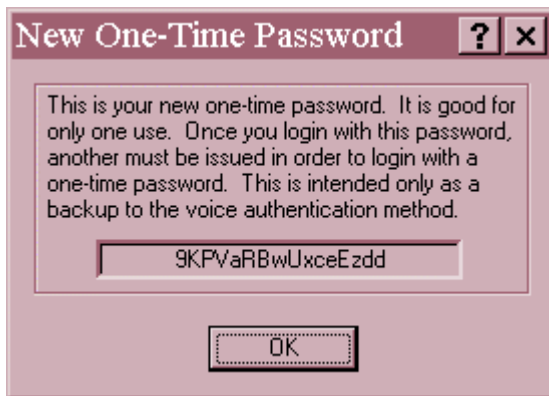 New One-Time Password
This is your new one-time password.  It is good for
only one use.  Once you login with this password,
another must be issued in order to login with a
one-time password.  This is intended only as a
backup to the voice authentication method.
9KPVaRBwUxceEzdd
OK